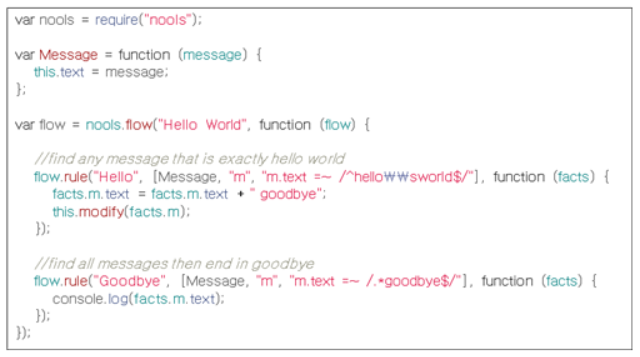 var nools = require("nools");
var Message = function (message) {
this.text = message;
};
var flow = nools.flow("Hello World", function (flow) {
//find any message that is exactly hello world
flow.rule("Hello", [Message, "m", "m.text =~ /^hello₩₩sworld$/"], function (facts) {
facts.m.text = facts.m.text + " goodbye";
this.modify(facts.m);
});
//find all messages then end in goodbye
flow.rule("Goodbye", [Message, "m", "m.text =~ /.*goodbye$/"], function (facts) {
console.log(facts.m.text);
});
});